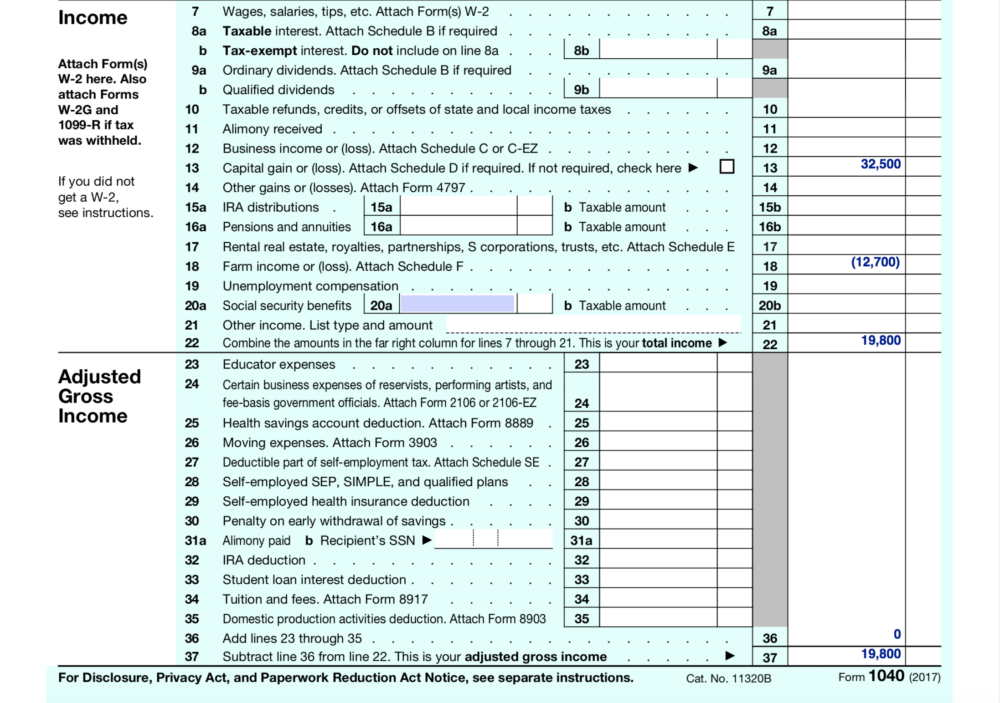 Income
7 Wages, salaries, tips, etc. Attach Form(s) W-2 . . . . . . . . . . . . 7
8a Taxable interest. Attach Schedule B if required . . . . . . . . . . . . 8a
b Tax-exempt interest. Do not include on line 8a . . . 8b
Attach Form(s)
W-2 here. Also
attach Forms
W-2G and
1099-R if tax
was withheld.
9a Ordinary dividends. Attach Schedule B if required . . . . . . . . . . . 9a
b Qualified dividends . . . . . . . . . . . 9b
10 Taxable refunds, credits, or offsets of state and local income taxes . . . . . . 10
11 Alimony received . . . . . . . . . . . . . . . . . . . . . 11
12 Business income or (loss). Attach Schedule C or C-EZ . . . . . . . . . . 12
13 Capital gain or (loss). Attach Schedule D if required. If not required, check here ▶ ☐ 13 32,500
If you did not
get a W-2,
see instructions.
14 Other gains or (losses). Attach Form 4797 . . . . . . . . . . . . . . 14
15a IRA distributions . 15a b Taxable amount . . . 15b
16a Pensions and annuities 16a b Taxable amount . . . 16b
17 Rental real estate, royalties, partnerships, S corporations, trusts, etc. Attach Schedule E 17
18 Farm income or (loss). Attach Schedule F . . . . . . . . . . . . . . 18 (12,700)
19 Unemployment compensation . . . . . . . . . . . . . . . . . 19
20a Social security benefits 20a b Taxable amount . . . 20b
21 Other income. List type and amount 21
22 Combine the amounts in the far right column for lines 7 through 21. This is your total income ▶ 22 19,800
Adjusted
Gross
Income
23 Educator expenses . . . . . . . . . . . 23
24 Certain business expenses of reservists, performing artists, and
fee-basis government officials. Attach Form 2106 or 2106-EZ 24
25 Health savings account deduction. Attach Form 8889 . 25
26 Moving expenses. Attach Form 3903 . . . . . . 26
27 Deductible part of self-employment tax. Attach Schedule SE . 27
28 Self-employed SEP, SIMPLE, and qualified plans . . 28
29 Self-employed health insurance deduction . . . . 29
30 Penalty on early withdrawal of savings . . . . . . 30
31a Alimony paid b Recipient's SSN ▶ 31a
32 IRA deduction . . . . . . . . . . . . . 32
33 Student loan interest deduction . . . . . . . . 33
34 Tuition and fees. Attach Form 8917 . . . . . . 34
35 Domestic production activities deduction. Attach Form 8903 35
36 Add lines 23 through 35 . . . . . . . . . . . . . . . . . . . 36 0
37 Subtract line 36 from line 22. This is your adjusted gross income . . . . . ▶ 37 19,800
For Disclosure, Privacy Act, and Paperwork Reduction Act Notice, see separate instructions. Cat. No. 11320B Form 1040 (2017)